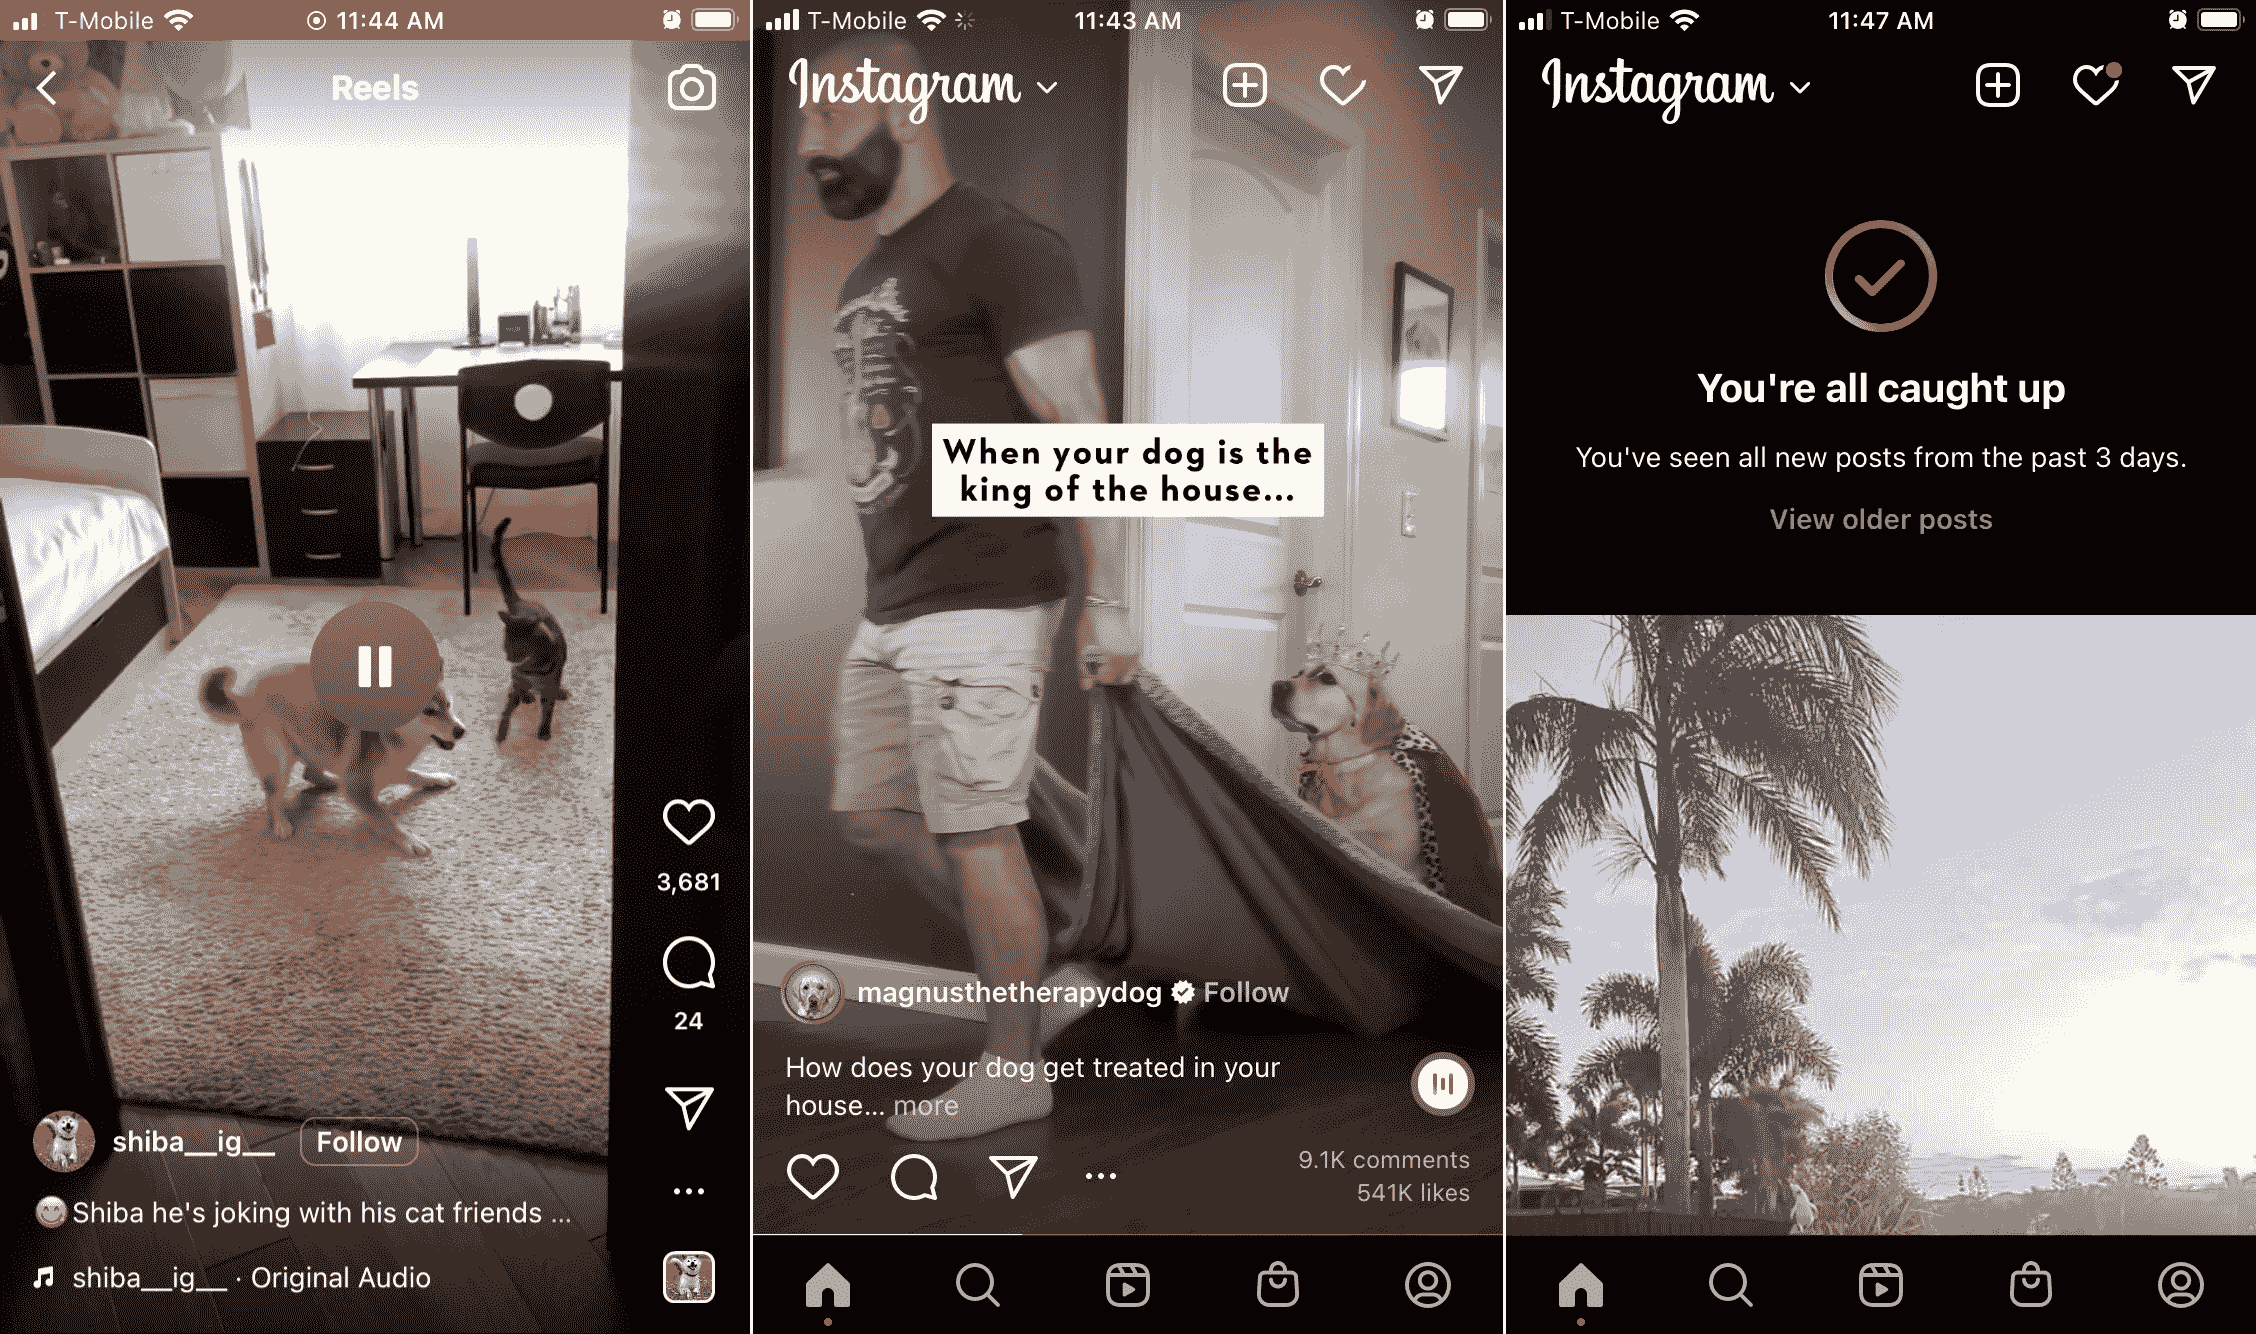 T-Mobile
11:44 AM
Reels
3,681
24
shiba__ig__
Follow
Shiba he's joking with his cat friends ...
shiba__ig__ · Original Audio
T-Mobile
11:43 AM
Instagram
When your dog is the
king of the house...
magnusthetherapydog
Follow
How does your dog get treated in your
house... more
9.1K comments
541K likes
T-Mobile
11:47 AM
Instagram
You're all caught up
You've seen all new posts from the past 3 days.
View older posts